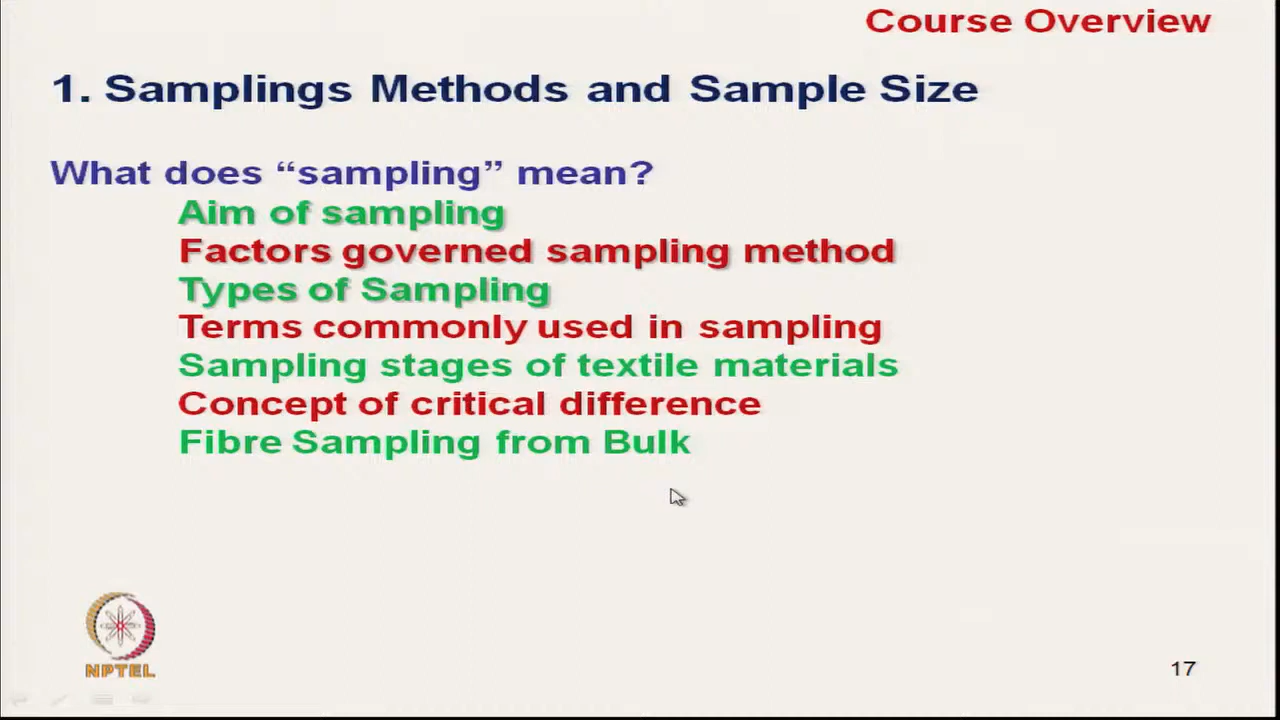 Course Overview
1. Samplings Methods and Sample Size
What does “sampling” mean?
Aim of sampling
Factors governed sampling method
Types of Sampling
Terms commonly used in sampling
Sampling stages of textile materials
Concept of critical difference
Fibre Sampling from Bulk
NPTEL
17